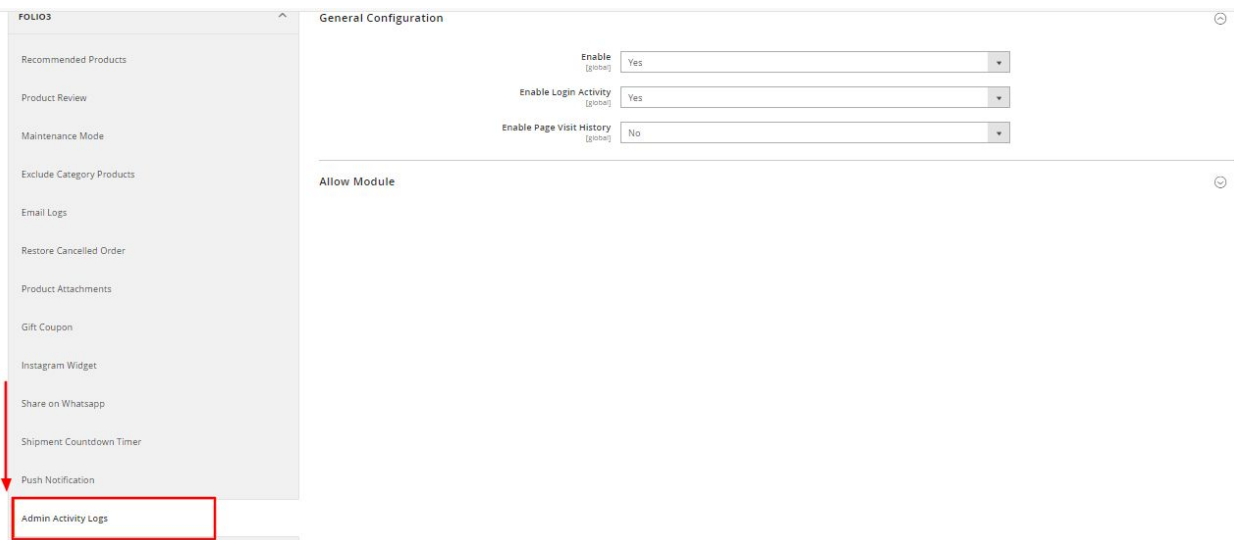 FOLIO3
Recommended Products
Product Review
Maintenance Mode
Exclude Category Products
Email Logs
Restore Cancelled Order
Product Attachments
Gift Coupon
Instagram Widget
Share on Whatsapp
Shipment Countdown Timer
Push Notification
Admin Activity Logs
General Configuration
Enable
[global]
Yes
Enable Login Activity
[global]
Yes
Enable Page Visit History
[global]
No
Allow Module